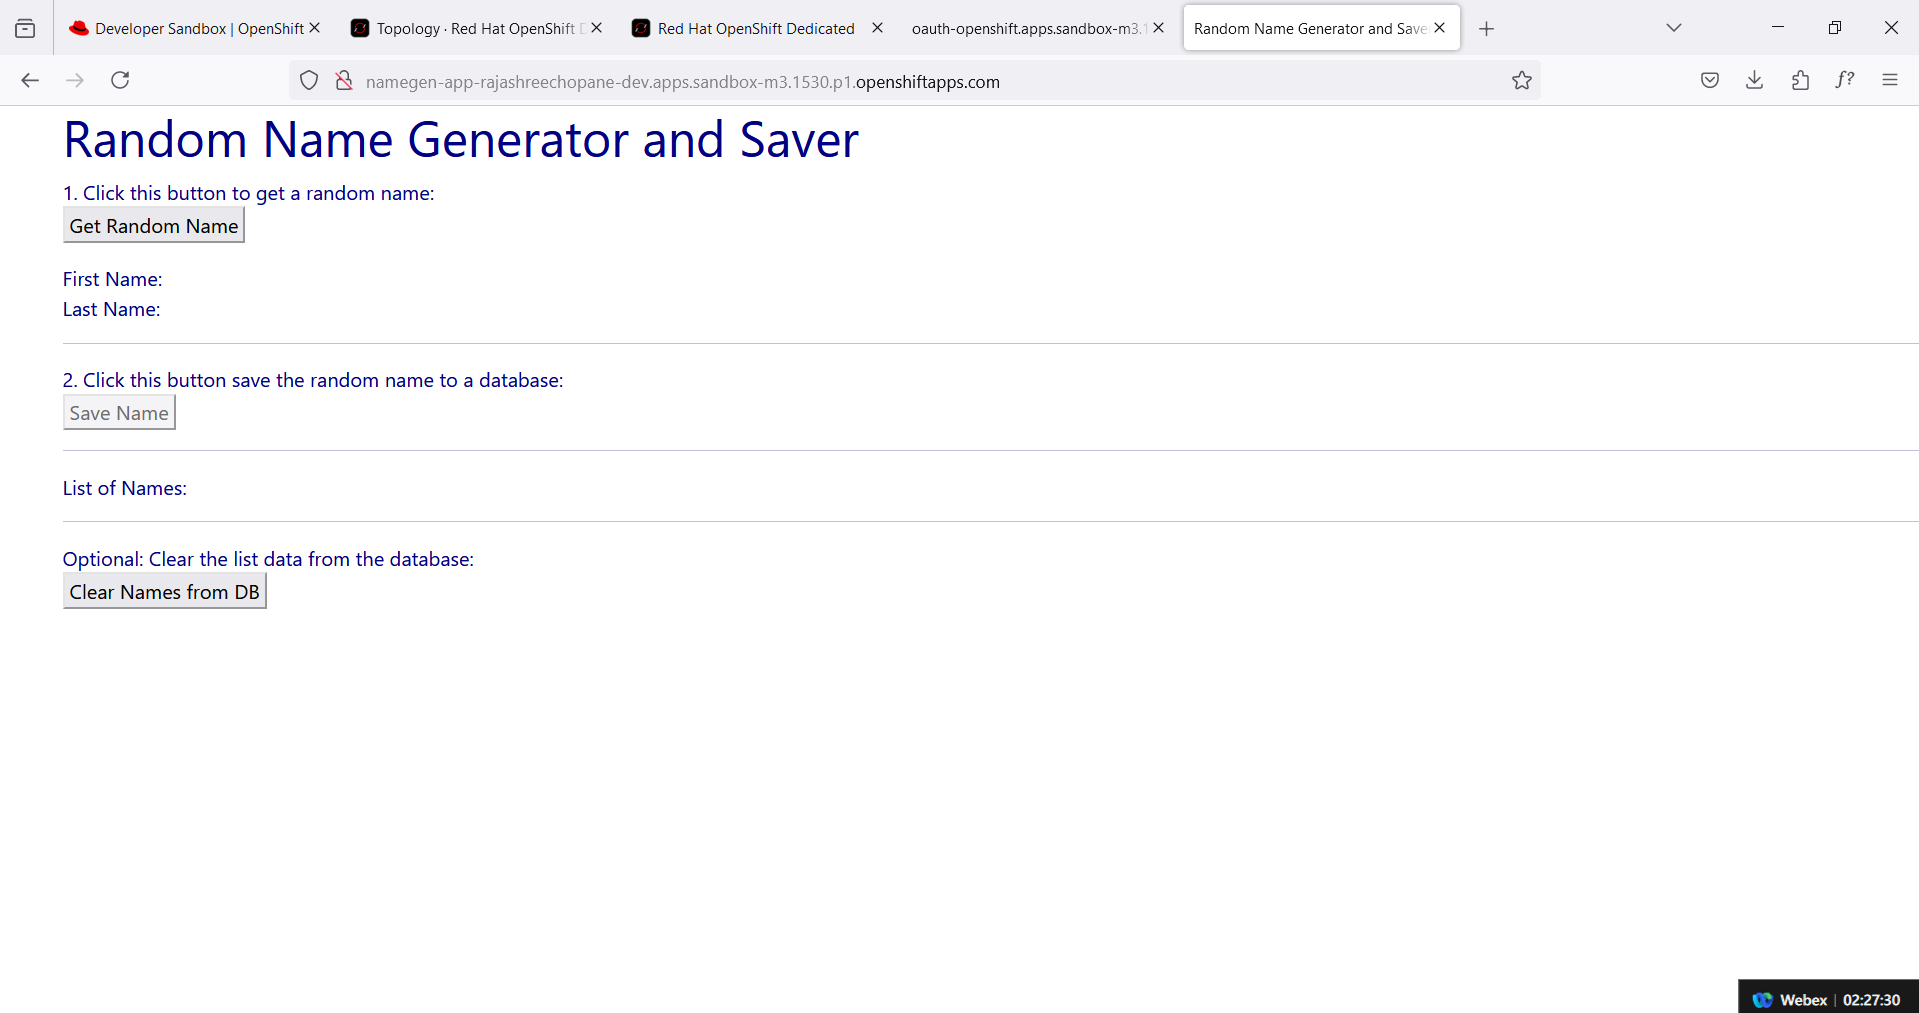 Developer Sandbox | OpenShift
Topology · Red Hat OpenShift D
Red Hat OpenShift Dedicated
oauth-openshift.apps.sandbox-m3.1
Random Name Generator and Save
namegen-app-rajashreechopane-dev.apps.sandbox-m3.1530.p1.openshiftapps.com
f?
Random Name Generator and Saver
1. Click this button to get a random name:
Get Random Name
First Name:
Last Name:
2. Click this button save the random name to a database:
Save Name
List of Names:
Optional: Clear the list data from the database:
Clear Names from DB
Webex | 02:27:30